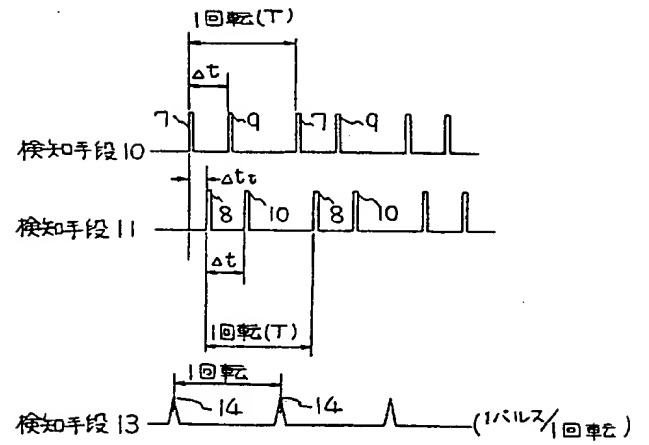 1回転(T)
Δt
7 9 7 9
検知手段10
Δtτ
8 10 8 10
検知手段11
Δt
1回転(T)
1回転
14 14
検知手段13 (1パルス/1回転)